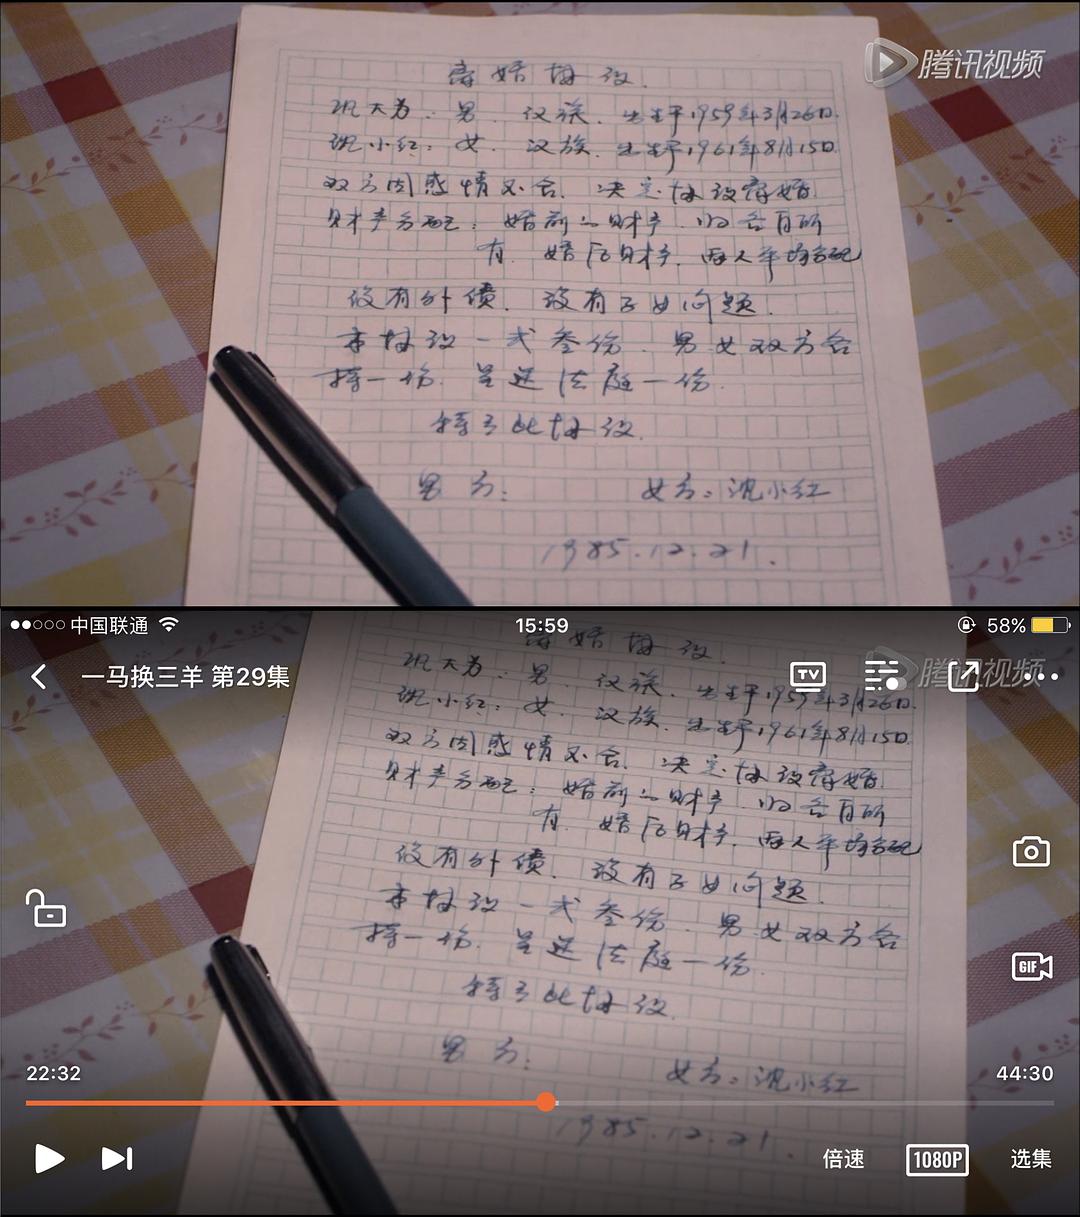 腾讯视频
离婚协议.
巩大为:男.汉族.生于1959年3月26日.
沈小红:女.汉族.生于1961年8月15日.
双方因感情不合.决定协议离婚.
财产分配:婚前的财产.归各自所
有.婚后财产.两人平均分配
没有外债.没有子女问题.
本协议一式叁份.男女双方各
持一份.呈送法庭一份.
特立此协议.
男方: 女方:沈小红
1985.12.21.
中国联通 15:59 58%
一马换三羊 第29集
TV
腾讯视频
离婚协议.
巩大为:男.汉族.生于1959年3月26日.
沈小红:女.汉族.生于1961年8月15日.
双方因感情不合.决定协议离婚.
财产分配:婚前的财产.归各自所
有.婚后财产.两人平均分配
没有外债.没有子女问题.
本协议一式叁份.男女双方各
持一份.呈送法庭一份.
特立此协议.
男方:
女方:沈小红
1985.12.21.
GIF
22:32 44:30
倍速 1080P 选集